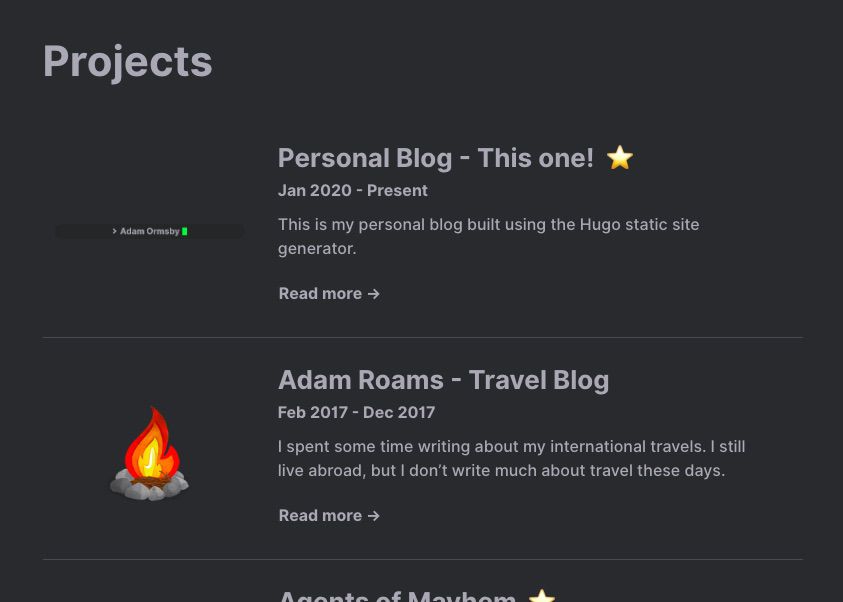 Projects
Personal Blog - This one! ⭐
Jan 2020 - Present
> Adam Ormsby
This is my personal blog built using the Hugo static site
generator.
Read more →
Adam Roams - Travel Blog
Feb 2017 - Dec 2017
I spent some time writing about my international travels. I still
live abroad, but I don’t write much about travel these days.
Read more →
Agents of Mayhem ⭐